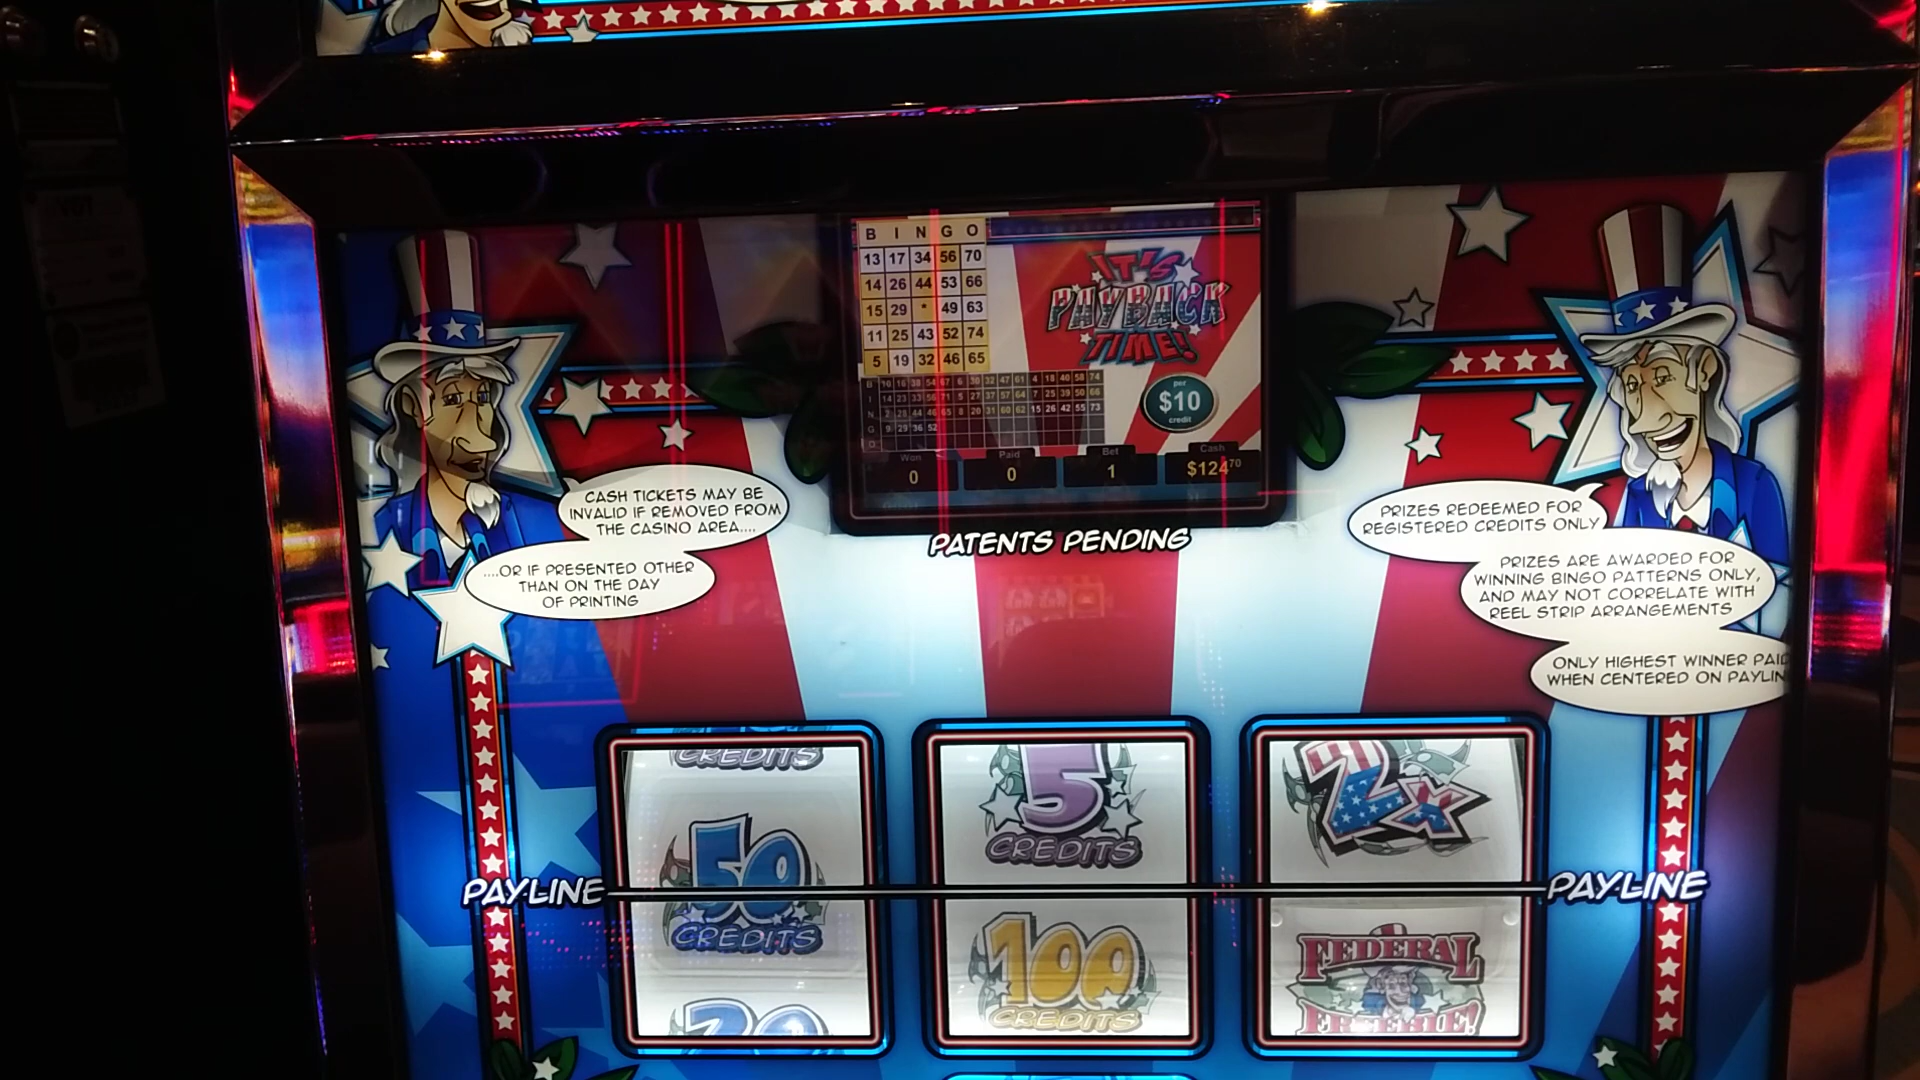 B I N G O
13 17 34 56 70
14 26 44 53 66
15 29 * 49 63
11 25 43 52 74
5 19 32 46 65
IT'S
PAYBACK
TIME!
per
$10
credit
B
I
N
G 9 29 36 52
O
Won Paid Bet Cash
0 0 1 $124.70
PATENTS PENDING
CASH TICKETS MAY BE
INVALID IF REMOVED FROM
THE CASINO AREA....
....OR IF PRESENTED OTHER
THAN ON THE DAY
OF PRINTING
PRIZES REDEEMED FOR
REGISTERED CREDITS ONLY
PRIZES ARE AWARDED FOR
WINNING BINGO PATTERNS ONLY,
AND MAY NOT CORRELATE WITH
REEL STRIP ARRANGEMENTS
ONLY HIGHEST WINNER PAID
WHEN CENTERED ON PAYLIN
CREDITS
50
CREDITS
5
CREDITS
100
CREDITS
2x
FEDERAL
FREEBIE!
PAYLINE
PAYLINE